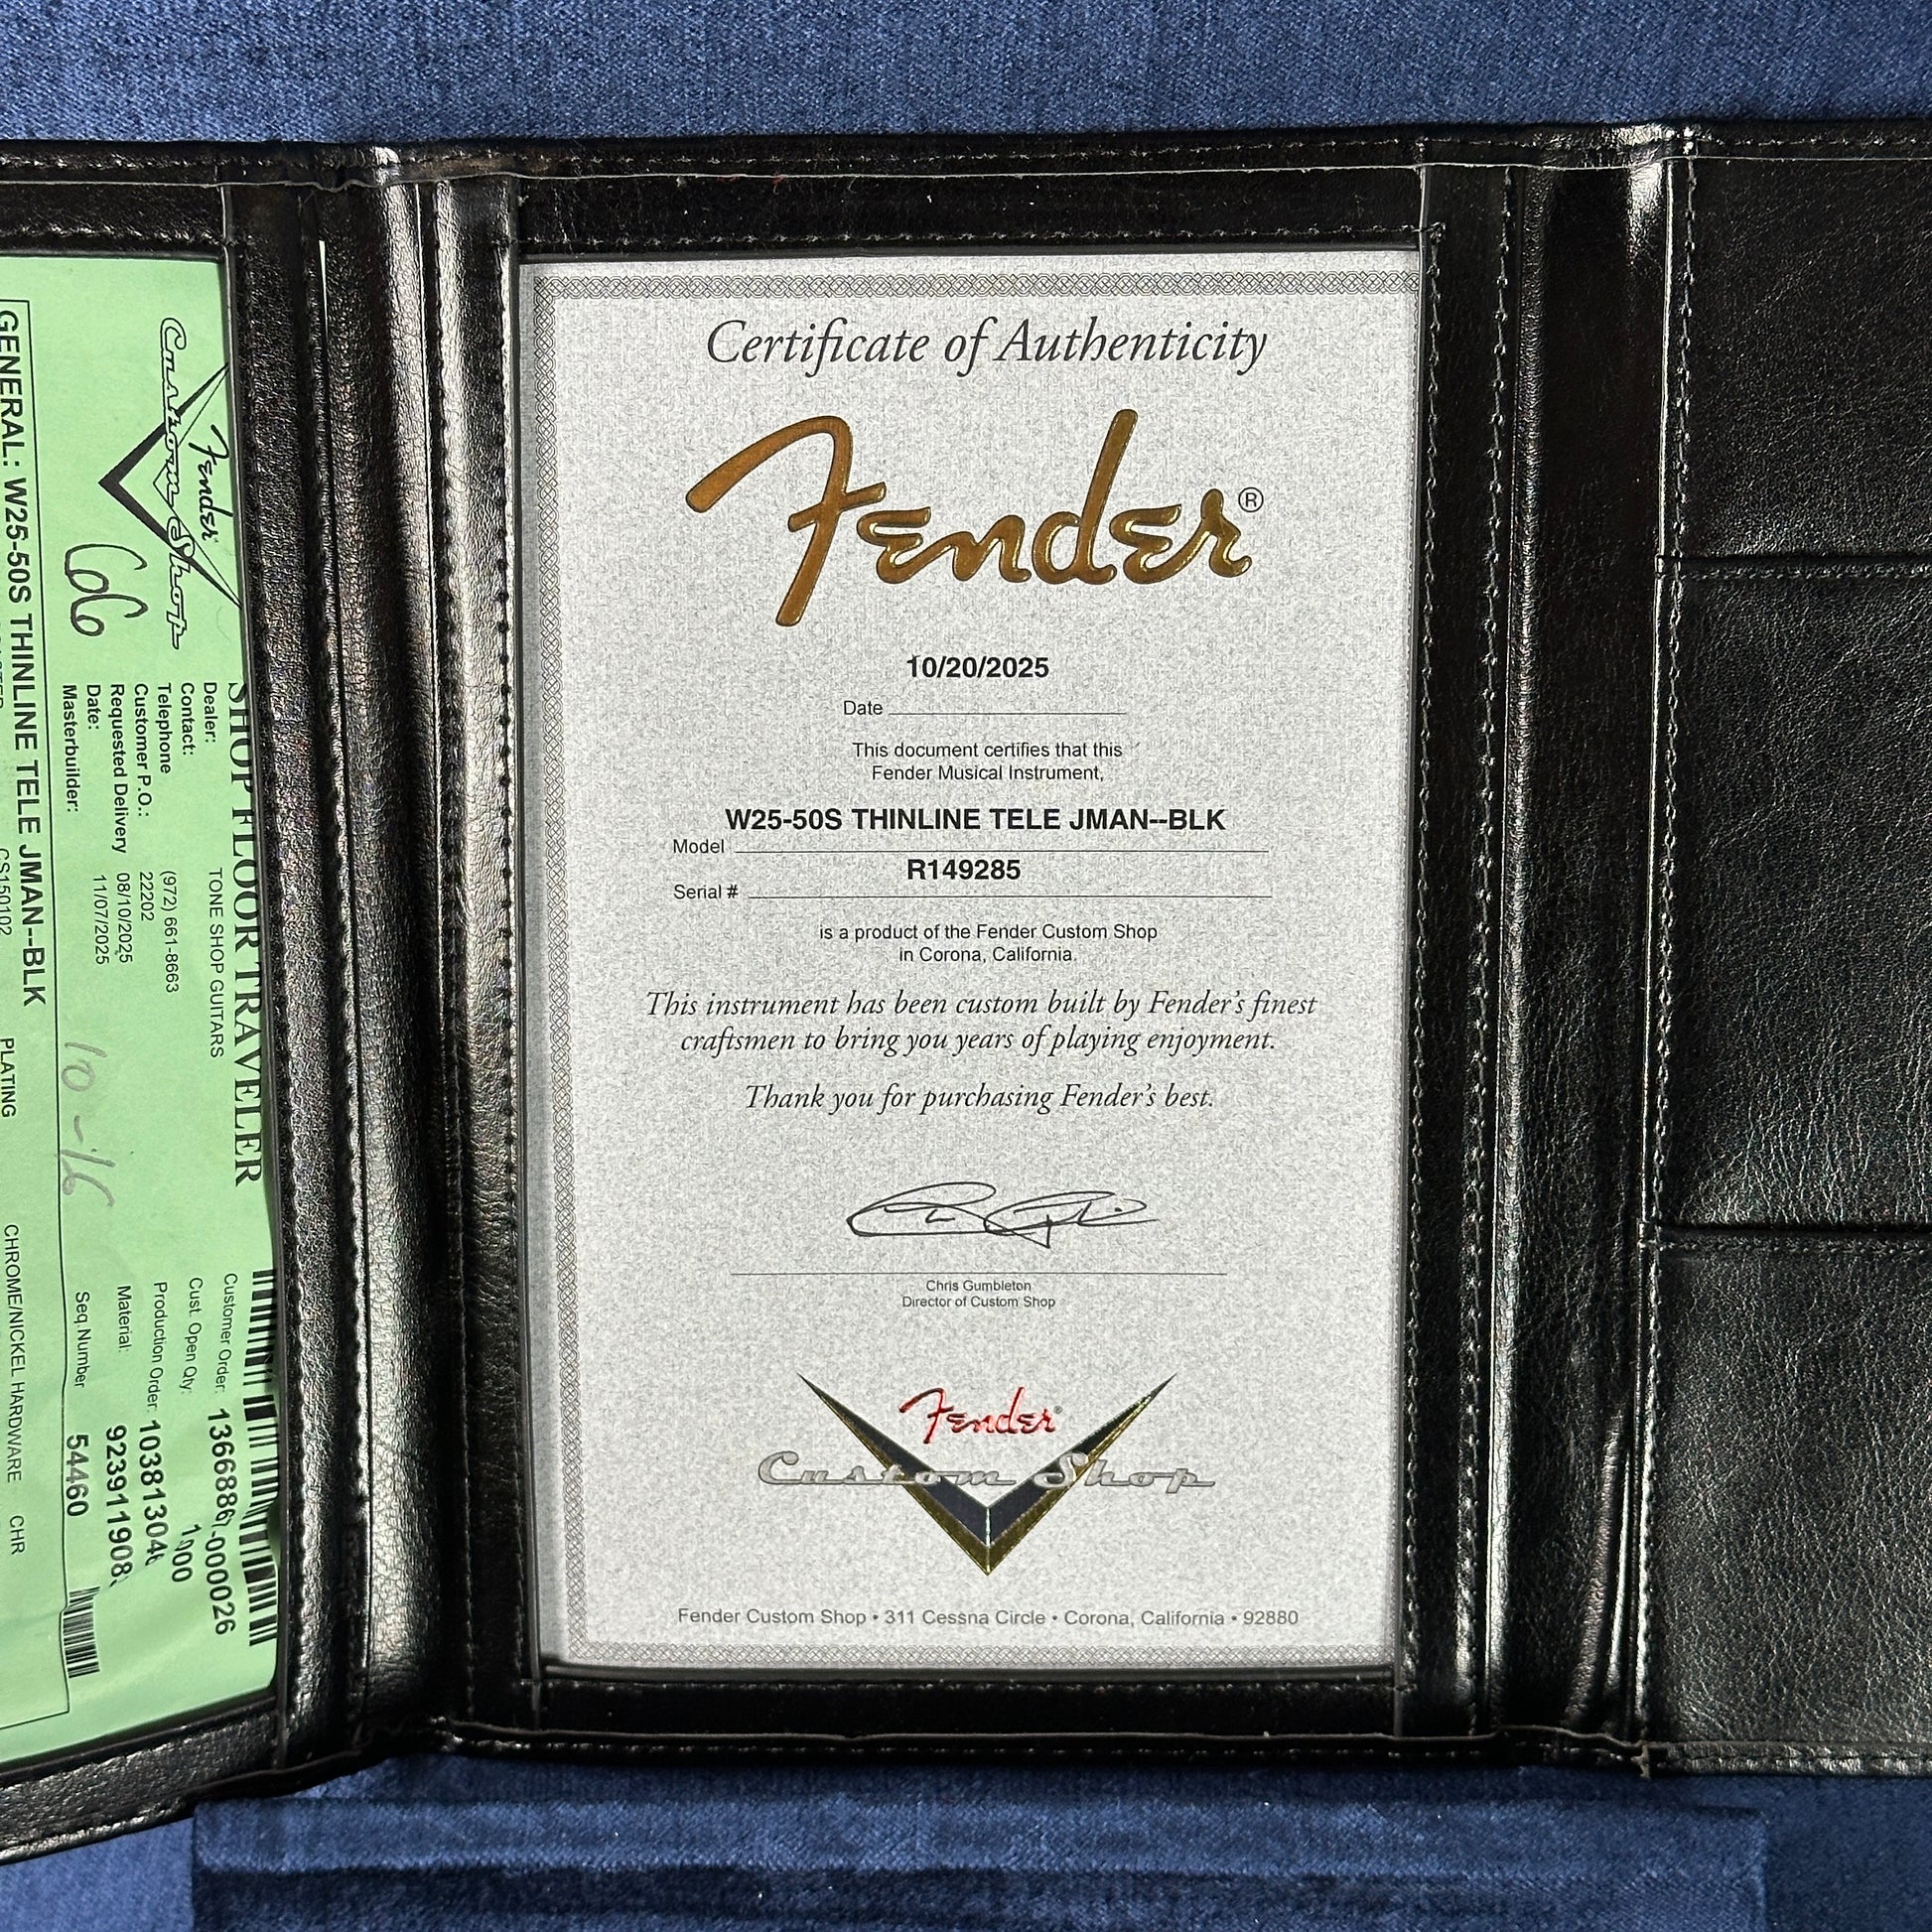 Fender
Custom Shop
SHOP FLOOR TRAVELER
Dealer: TONE SHOP GUITARS
Contact:
Telephone (972) 661-8663
Customer P.O.: 22202
Requested Delivery 08/10/2025
Date: 11/07/2025
Masterbuilder:
10-16
Customer Order:
Cust. Open Qty:
Production Order:
Material:
Seq.Number 54460
GENERAL: W25-50S THINLINE TELE JMAN--BLK
PLATING CHROME/NICKEL HARDWARE CHR
Certificate of Authenticity
Fender®
10/20/2025
Date
This document certifies that this
Fender Musical Instrument,
W25-50S THINLINE TELE JMAN--BLK
Model
R149285
Serial #
is a product of the Fender Custom Shop
in Corona, California.
This instrument has been custom built by Fender's finest
craftsmen to bring you years of playing enjoyment.
Thank you for purchasing Fender's best.
Chris Gumbleton
Director of Custom Shop
Fender®
Custom Shop
Fender Custom Shop • 311 Cessna Circle • Corona, California • 92880